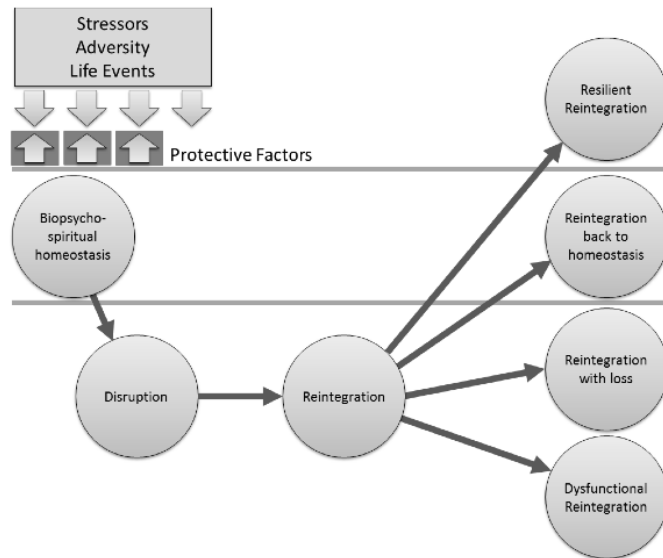 Stressors
Adversity
Life Events
Protective Factors
Resilient
Reintegration
Biopsycho-
spiritual
homeostasis
Reintegration
back to
homeostasis
Disruption
Reintegration
Reintegration
with loss
Dysfunctional
Reintegration